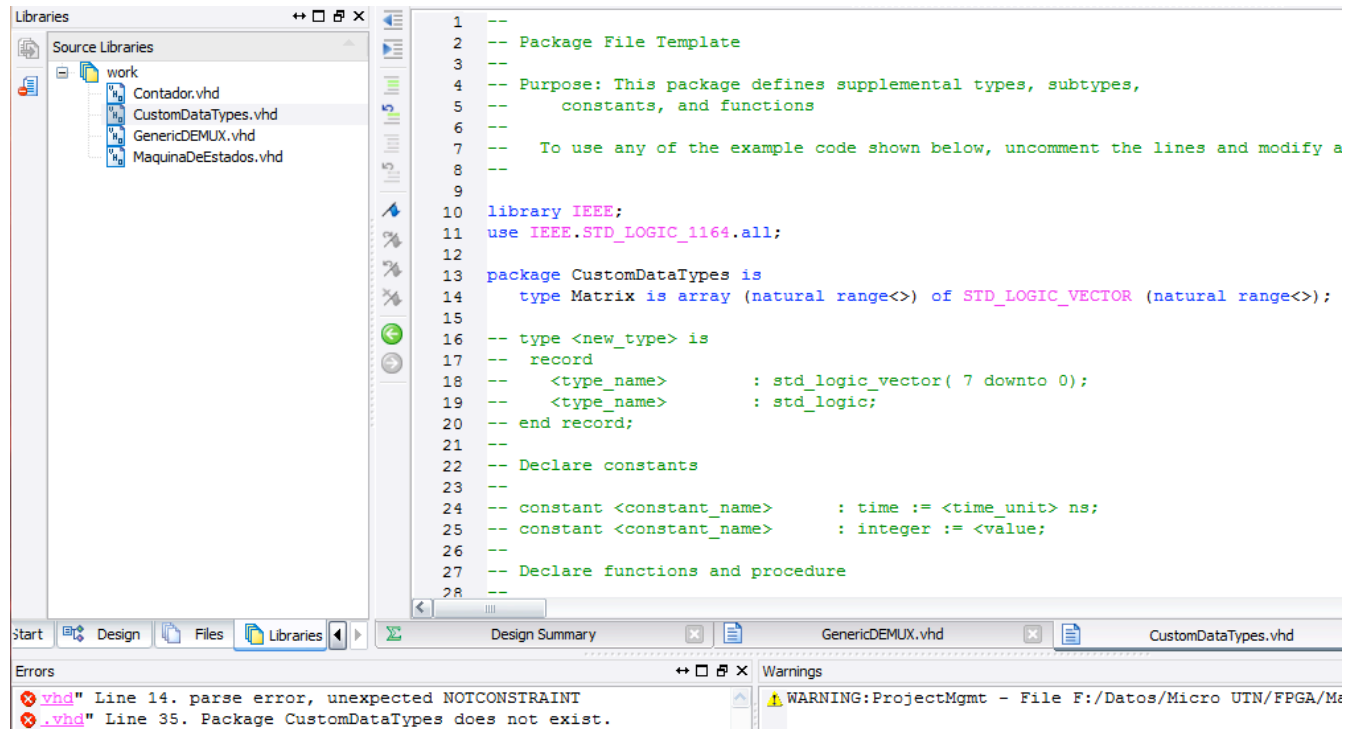 Libraries
Source Libraries
work
Contador.vhd
CustomDataTypes.vhd
GenericDEMUX.vhd
MaquinaDeEstados.vhd
1 --
2 -- Package File Template
3 --
4 -- Purpose: This package defines supplemental types, subtypes,
5 -- constants, and functions
6 --
7 -- To use any of the example code shown below, uncomment the lines and modify a
8 --
9
10 library IEEE;
11 use IEEE.STD_LOGIC_1164.all;
12
13 package CustomDataTypes is
14 type Matrix is array (natural range<>) of STD_LOGIC_VECTOR (natural range<>);
15
16 -- type <new_type> is
17 -- record
18 -- <type_name> : std_logic_vector( 7 downto 0);
19 -- <type_name> : std_logic;
20 -- end record;
21 --
22 -- Declare constants
23 --
24 -- constant <constant_name> : time := <time_unit> ns;
25 -- constant <constant_name> : integer := <value;
26 --
27 -- Declare functions and procedure
28 --
Start Design Files Libraries Design Summary GenericDEMUX.vhd CustomDataTypes.vhd
Errors
vhd" Line 14. parse error, unexpected NOTCONSTRAINT
.vhd" Line 35. Package CustomDataTypes does not exist.
Warnings
WARNING:ProjectMgmt - File F:/Datos/Micro UTN/FPGA/Ma